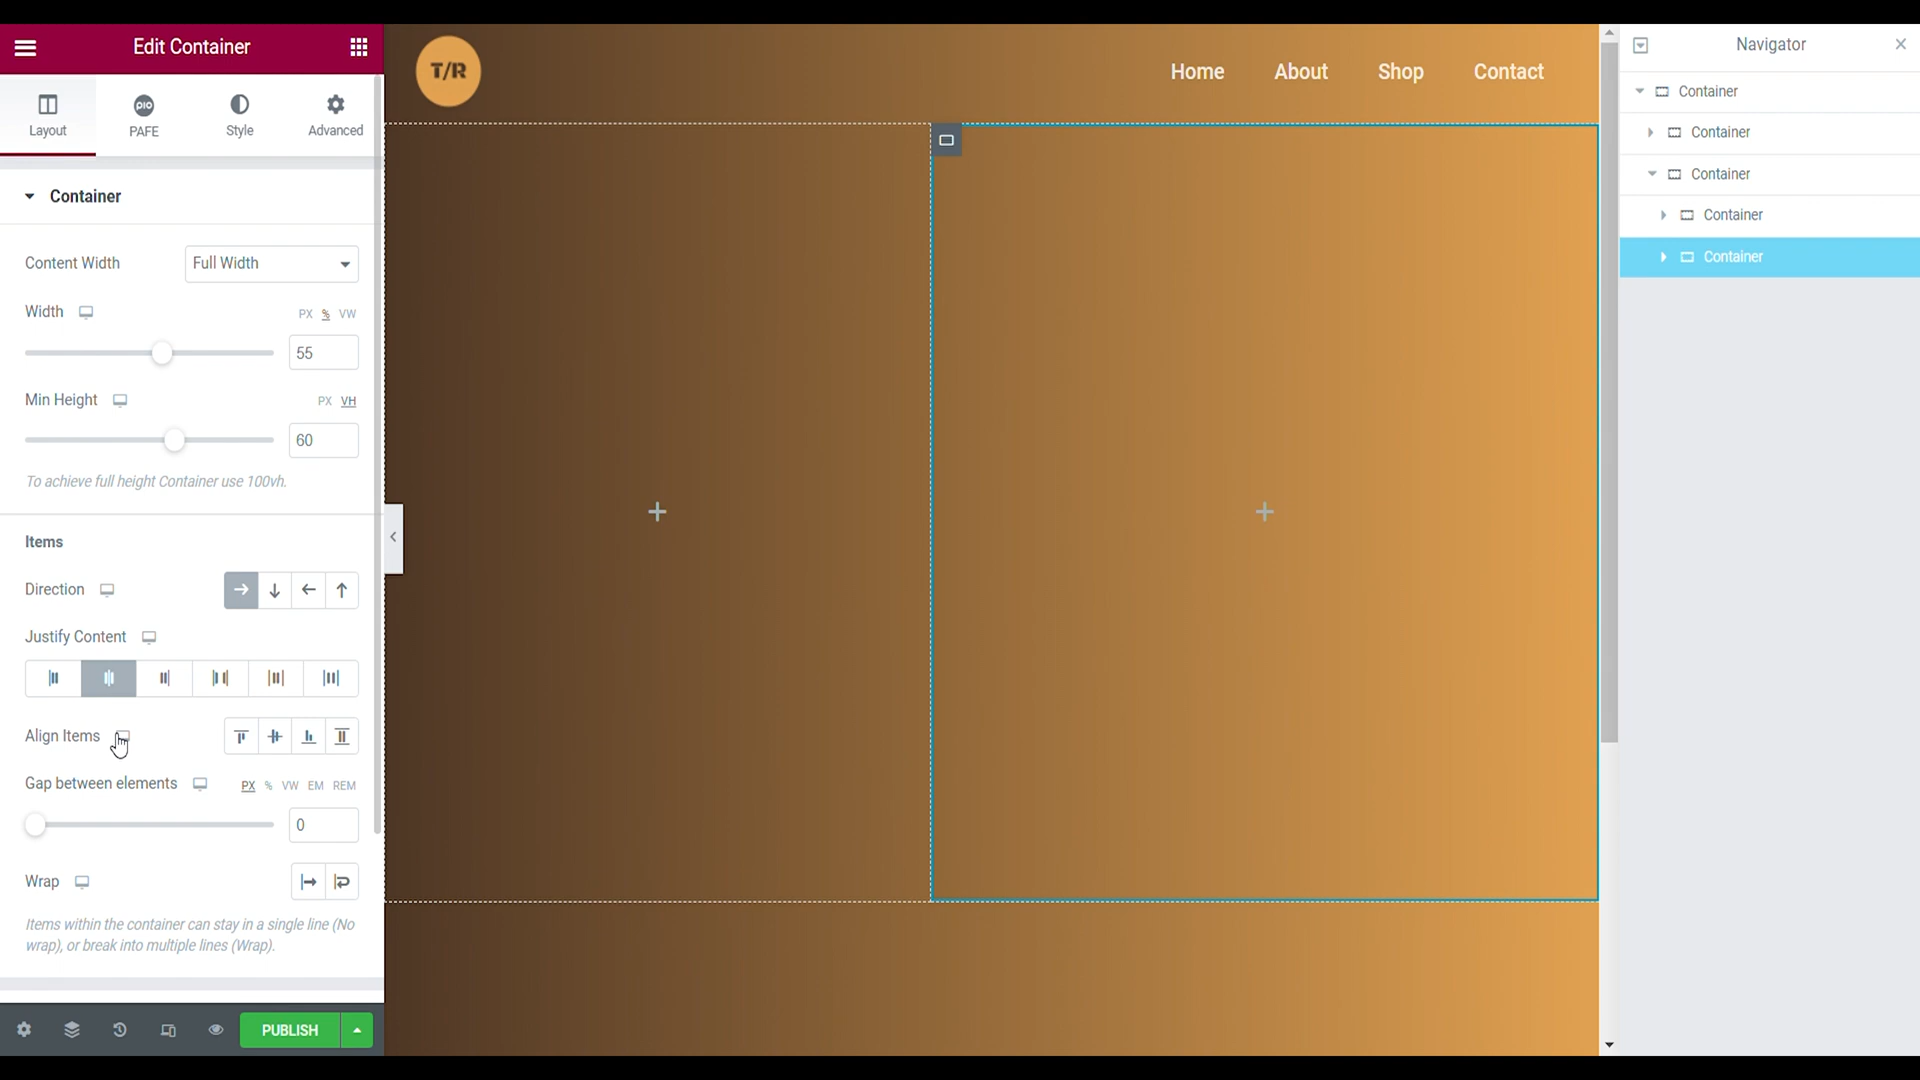 Edit Container
T/R
Home About Shop Contact
Navigator
Layout PAFE Style Advanced
pio
Container
Content Width Full Width
Width PX % VW
55
Min Height PX VH
60
To achieve full height Container use 100vh.
Items
Direction
Justify Content
Align Items
Gap between elements PX % VW EM REM
0
Wrap
Items within the container can stay in a single line (No
wrap), or break into multiple lines (Wrap).
PUBLISH
Container
Container
Container
Container
Container